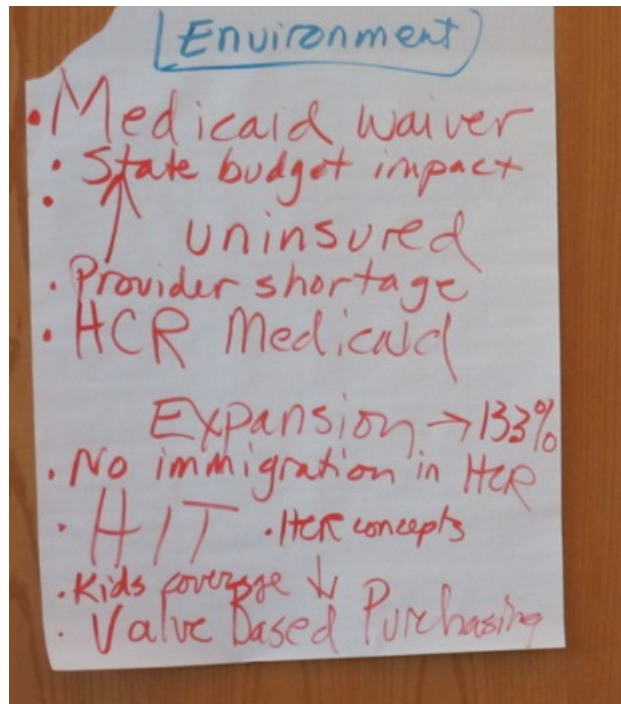 Environment
• Medicaid Waiver
• State budget impact
• ↑ uninsured
• Provider shortage
• HCR Medicaid
Expansion → 133%
• No immigration in HCR
• HIT • HCR concepts
• Kids coverage ↓
• Value Based Purchasing